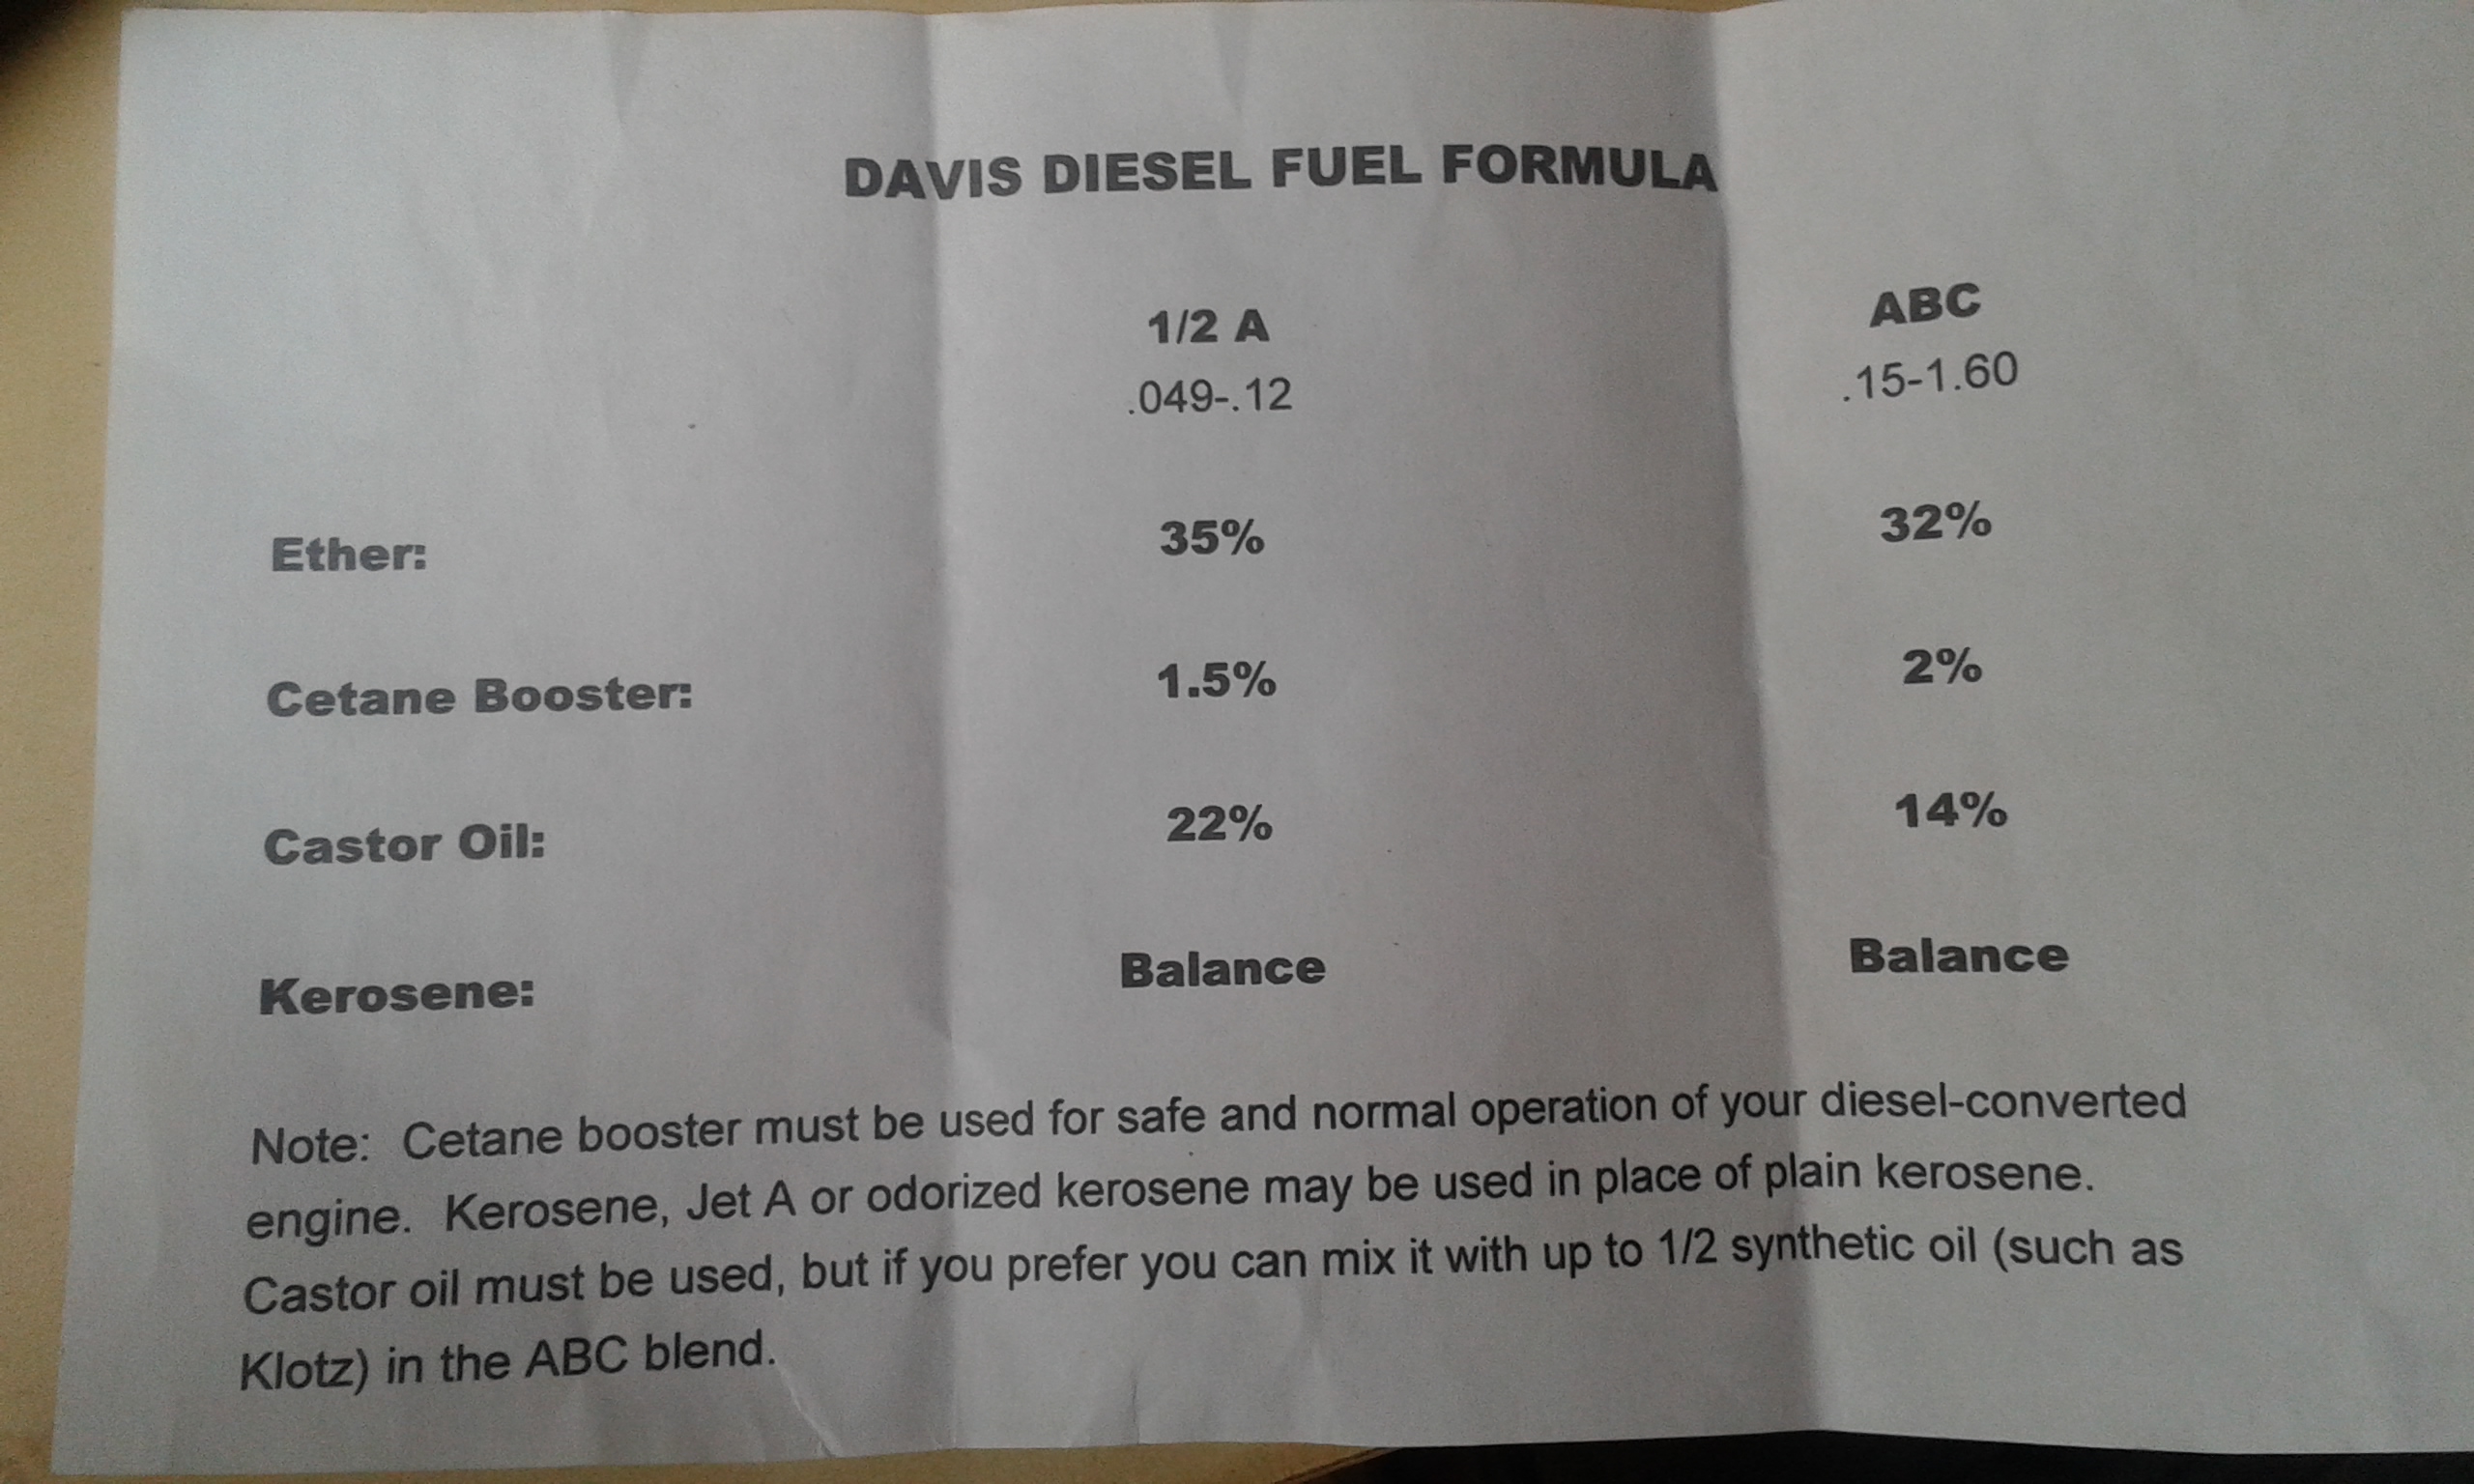 DAVIS DIESEL FUEL FORMULA
1/2 A ABC
.049-.12 .15-1.60
Ether: 35% 32%
Cetane Booster: 1.5% 2%
Castor Oil: 22% 14%
Kerosene: Balance Balance
Note: Cetane booster must be used for safe and normal operation of your diesel-converted
engine. Kerosene, Jet A or odorized kerosene may be used in place of plain kerosene.
Castor oil must be used, but if you prefer you can mix it with up to 1/2 synthetic oil (such as
Klotz) in the ABC blend.